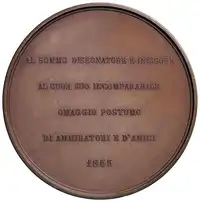 AL SOMMO DISEGNATORE E INCISORE
AL CUOR SUO INCOMPARABILE
OMAGGIO POSTUMO
DI AMMIRATORI E D'AMICI
1855